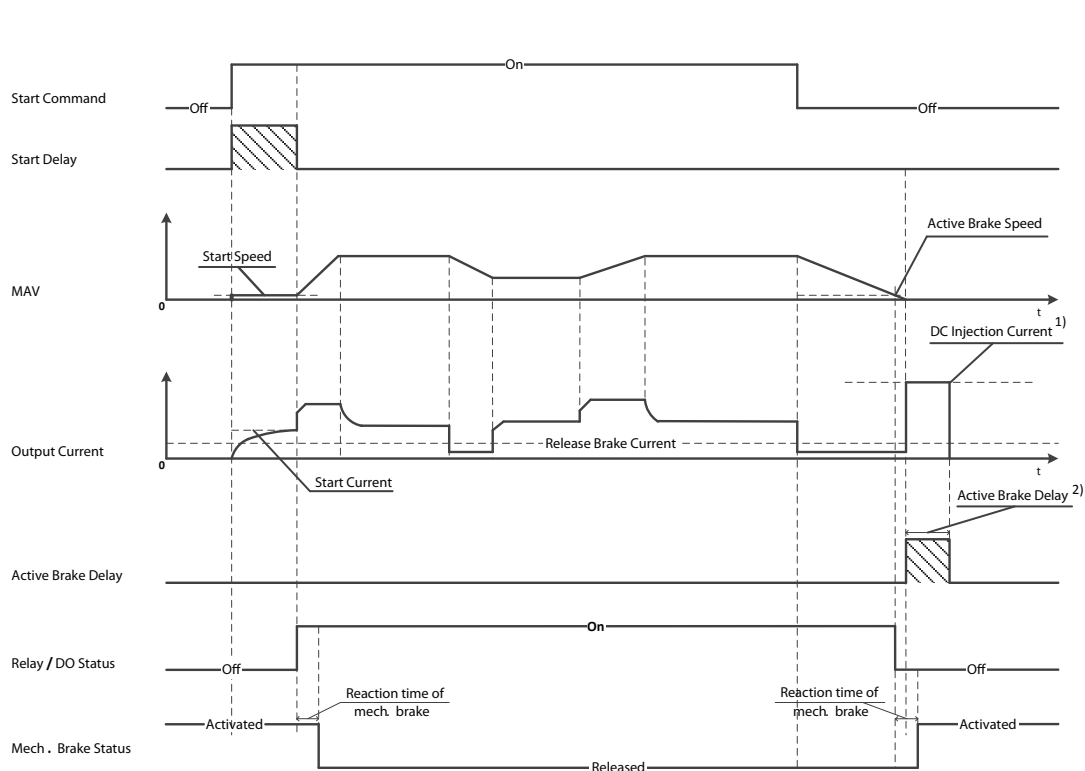 On
Start Command
Off
Off
Start Delay
Active Brake Speed
Start Speed
MAV
0
t
DC Injection Current 1)
Release Brake Current
Output Current
0
t
Start Current
Active Brake Delay 2)
Active Brake Delay
On
Relay / DO Status
Off
Off
Reaction time of
mech. brake
Reaction time of
mech. brake
Activated
Activated
Mech . Brake Status
Released